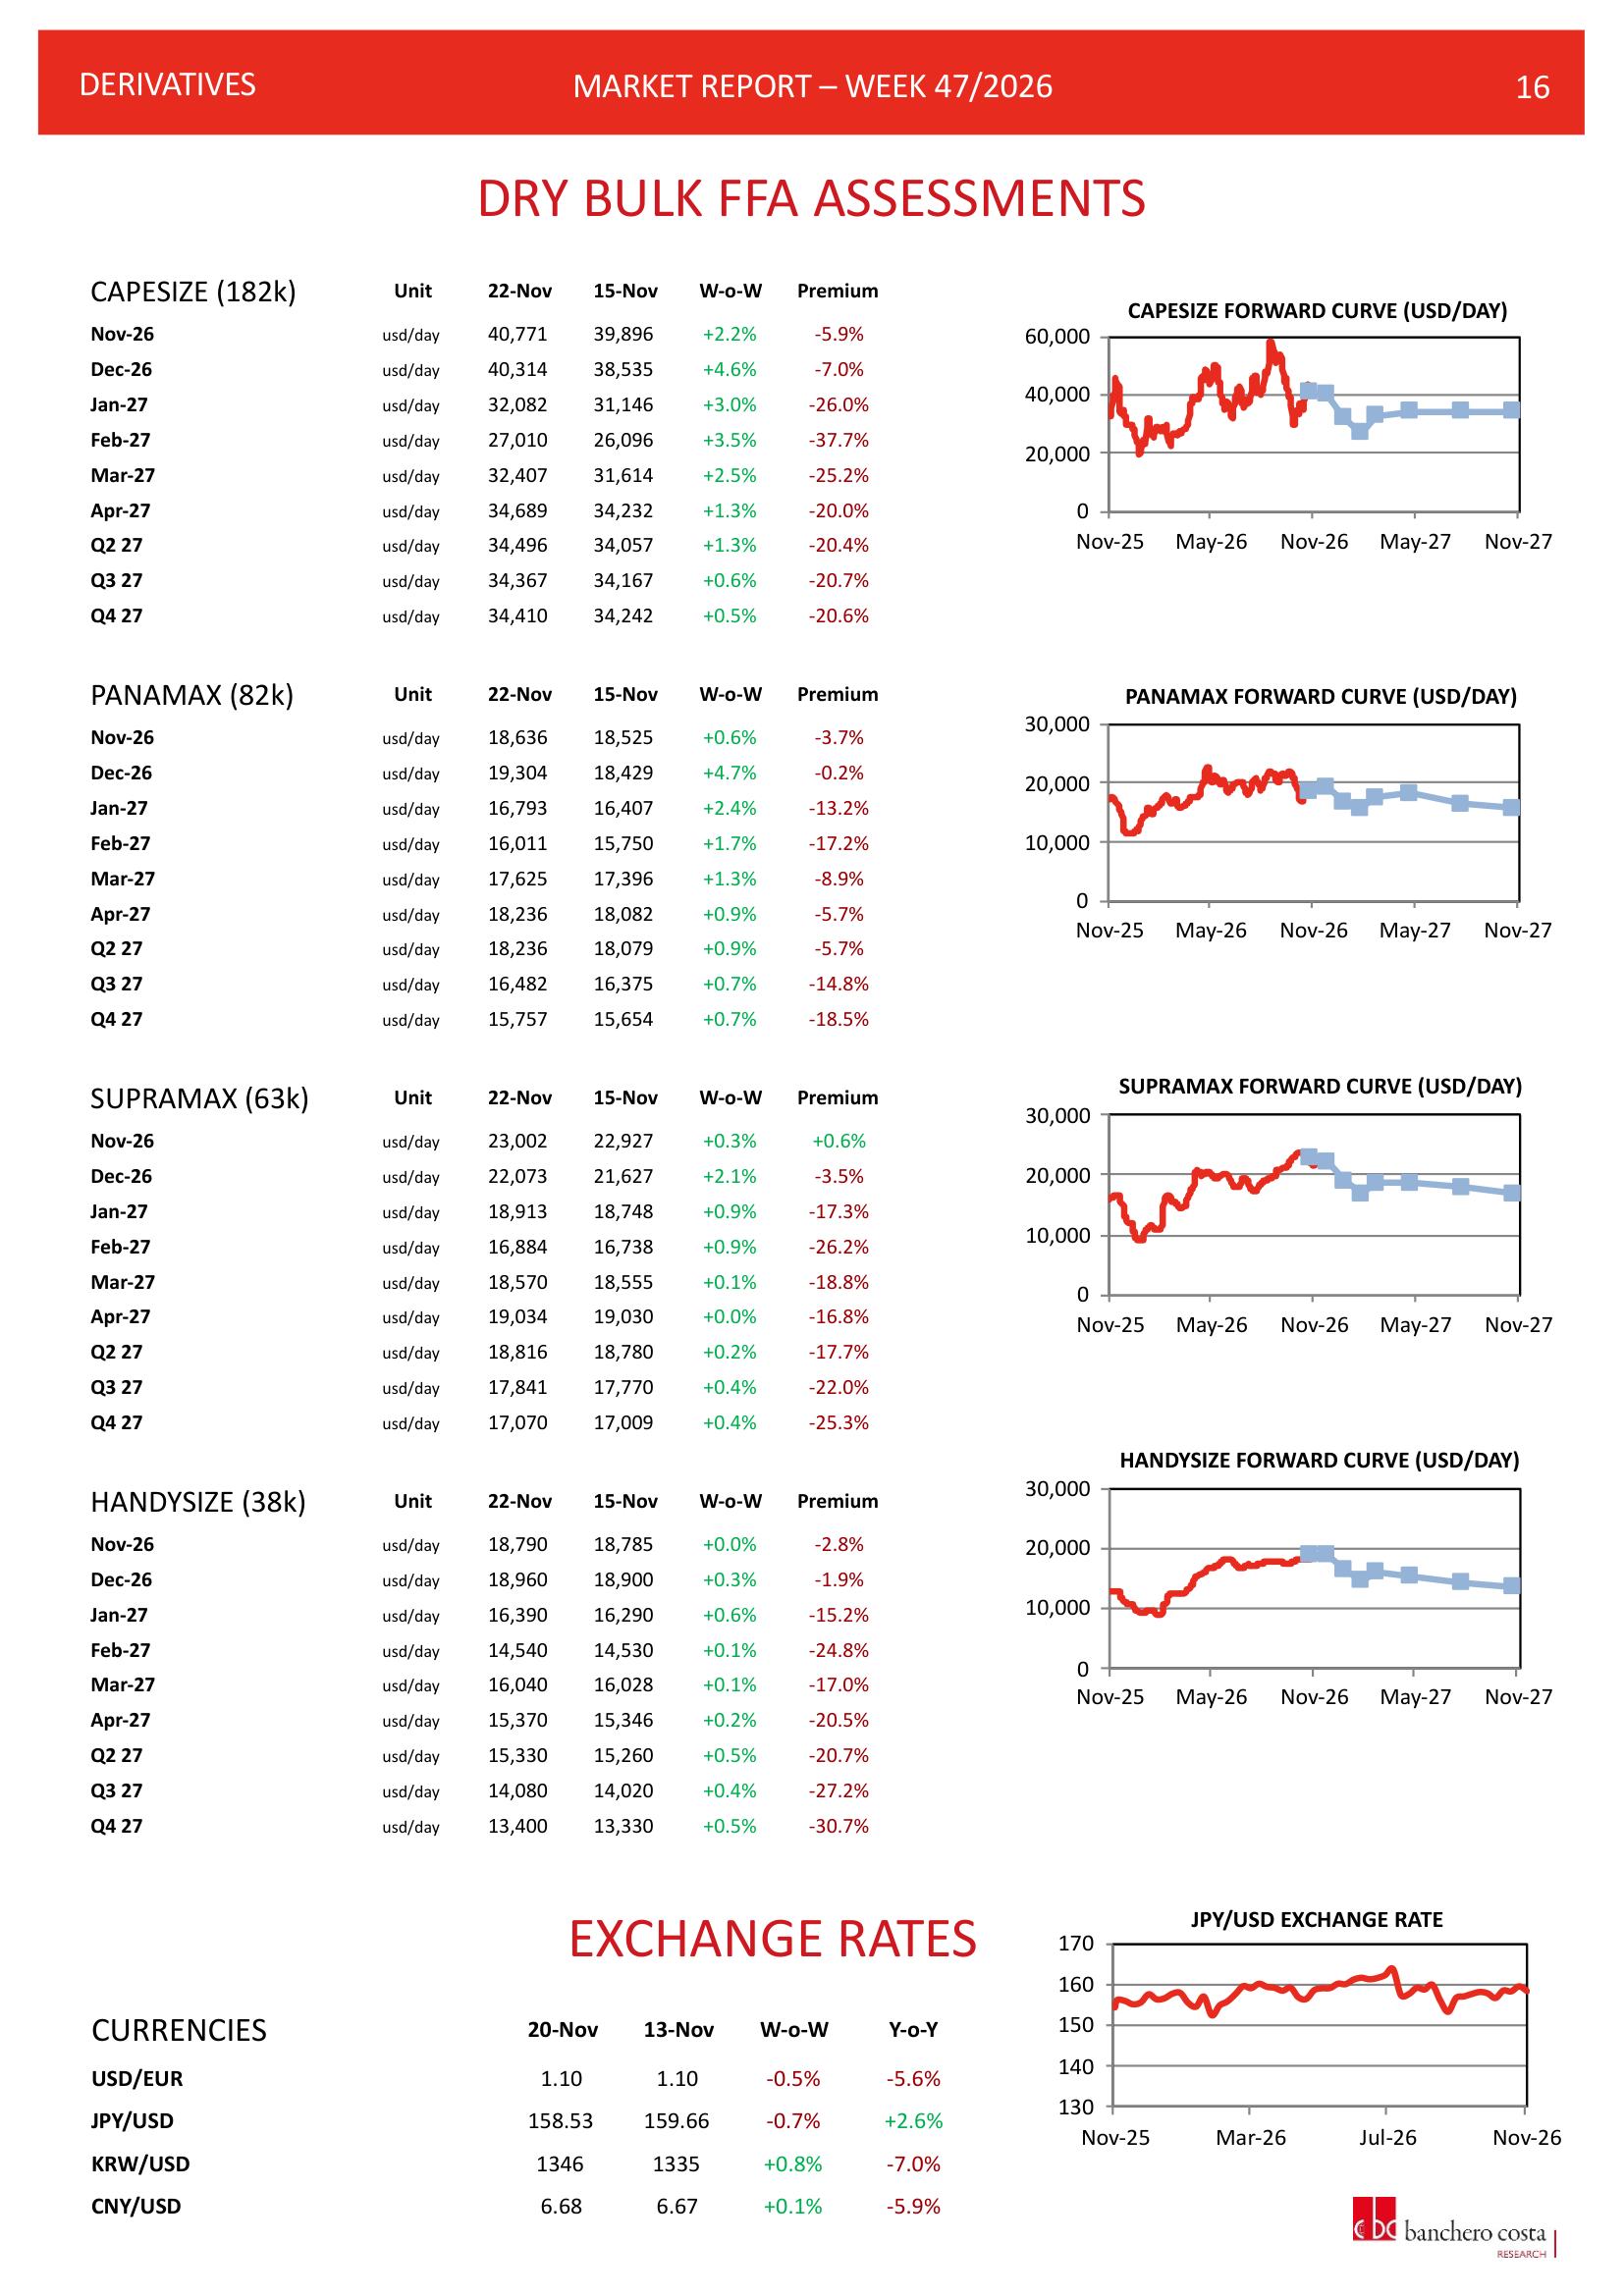 DERIVATIVES MARKET REPORT – WEEK 47/2026 16
DRY BULK FFA ASSESSMENTS
CAPESIZE (182k) Unit 22-Nov 15-Nov W-o-W Premium
Nov-26 usd/day 40,771 39,896 +2.2% -5.9%
Dec-26 usd/day 40,314 38,535 +4.6% -7.0%
Jan-27 usd/day 32,082 31,146 +3.0% -26.0%
Feb-27 usd/day 27,010 26,096 +3.5% -37.7%
Mar-27 usd/day 32,407 31,614 +2.5% -25.2%
Apr-27 usd/day 34,689 34,232 +1.3% -20.0%
Q2 27 usd/day 34,496 34,057 +1.3% -20.4%
Q3 27 usd/day 34,367 34,167 +0.6% -20.7%
Q4 27 usd/day 34,410 34,242 +0.5% -20.6%
CAPESIZE FORWARD CURVE (USD/DAY)
60,000
40,000
20,000
0
Nov-25 May-26 Nov-26 May-27 Nov-27
PANAMAX (82k) Unit 22-Nov 15-Nov W-o-W Premium
Nov-26 usd/day 18,636 18,525 +0.6% -3.7%
Dec-26 usd/day 19,304 18,429 +4.7% -0.2%
Jan-27 usd/day 16,793 16,407 +2.4% -13.2%
Feb-27 usd/day 16,011 15,750 +1.7% -17.2%
Mar-27 usd/day 17,625 17,396 +1.3% -8.9%
Apr-27 usd/day 18,236 18,082 +0.9% -5.7%
Q2 27 usd/day 18,236 18,079 +0.9% -5.7%
Q3 27 usd/day 16,482 16,375 +0.7% -14.8%
Q4 27 usd/day 15,757 15,654 +0.7% -18.5%
PANAMAX FORWARD CURVE (USD/DAY)
30,000
20,000
10,000
0
Nov-25 May-26 Nov-26 May-27 Nov-27
SUPRAMAX (63k) Unit 22-Nov 15-Nov W-o-W Premium
Nov-26 usd/day 23,002 22,927 +0.3% +0.6%
Dec-26 usd/day 22,073 21,627 +2.1% -3.5%
Jan-27 usd/day 18,913 18,748 +0.9% -17.3%
Feb-27 usd/day 16,884 16,738 +0.9% -26.2%
Mar-27 usd/day 18,570 18,555 +0.1% -18.8%
Apr-27 usd/day 19,034 19,030 +0.0% -16.8%
Q2 27 usd/day 18,816 18,780 +0.2% -17.7%
Q3 27 usd/day 17,841 17,770 +0.4% -22.0%
Q4 27 usd/day 17,070 17,009 +0.4% -25.3%
SUPRAMAX FORWARD CURVE (USD/DAY)
30,000
20,000
10,000
0
Nov-25 May-26 Nov-26 May-27 Nov-27
HANDYSIZE (38k) Unit 22-Nov 15-Nov W-o-W Premium
Nov-26 usd/day 18,790 18,785 +0.0% -2.8%
Dec-26 usd/day 18,960 18,900 +0.3% -1.9%
Jan-27 usd/day 16,390 16,290 +0.6% -15.2%
Feb-27 usd/day 14,540 14,530 +0.1% -24.8%
Mar-27 usd/day 16,040 16,028 +0.1% -17.0%
Apr-27 usd/day 15,370 15,346 +0.2% -20.5%
Q2 27 usd/day 15,330 15,260 +0.5% -20.7%
Q3 27 usd/day 14,080 14,020 +0.4% -27.2%
Q4 27 usd/day 13,400 13,330 +0.5% -30.7%
HANDYSIZE FORWARD CURVE (USD/DAY)
30,000
20,000
10,000
0
Nov-25 May-26 Nov-26 May-27 Nov-27
EXCHANGE RATES
CURRENCIES 20-Nov 13-Nov W-o-W Y-o-Y
USD/EUR 1.10 1.10 -0.5% -5.6%
JPY/USD 158.53 159.66 -0.7% +2.6%
KRW/USD 1346 1335 +0.8% -7.0%
CNY/USD 6.68 6.67 +0.1% -5.9%
JPY/USD EXCHANGE RATE
170
160
150
140
130
Nov-25 Mar-26 Jul-26 Nov-26
bc banchero costa
RESEARCH